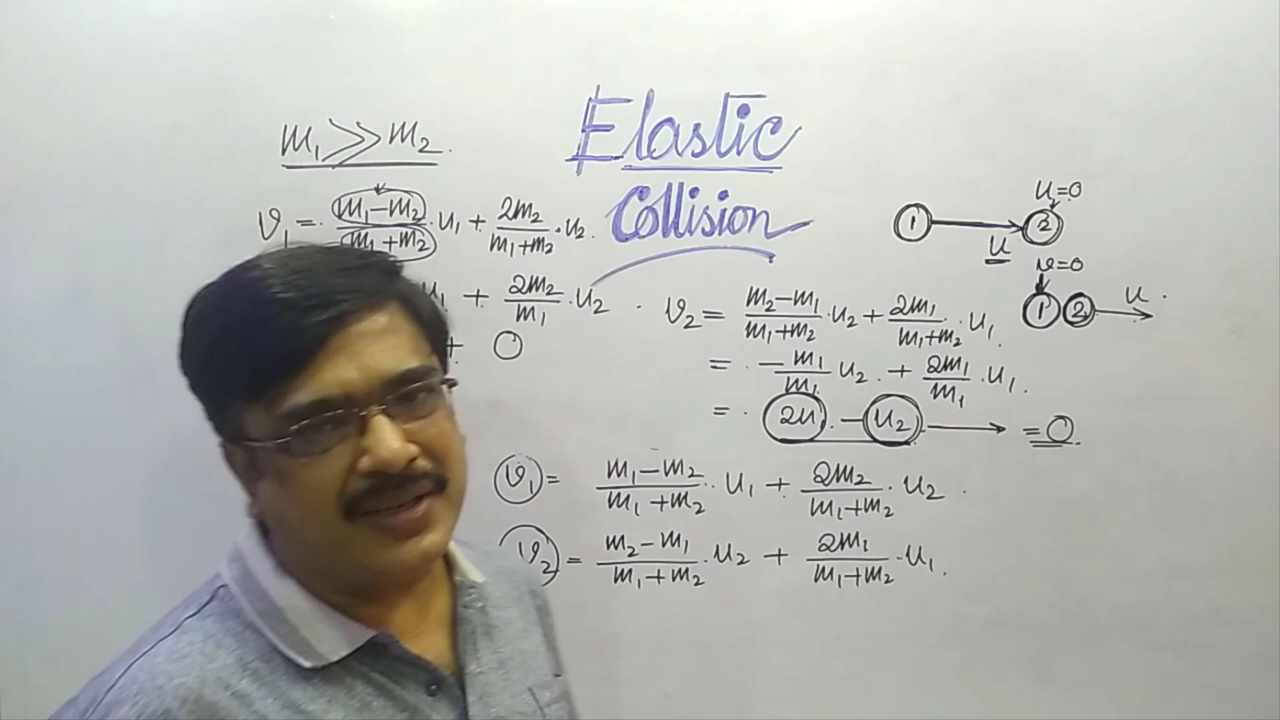 Elastic
Collision
m₁ >> m₂.
v₁ = (m₁ - m₂)/(m₁ + m₂) · u₁ + 2m₂/(m₁ + m₂) · u₂.
u₁ + 2m₂/m₁ · u₂
+ 0
v₂ = (m₂ - m₁)/(m₁ + m₂) · u₂ + 2m₁/(m₁ + m₂) · u₁.
= - m₁/m₁ u₂ + 2m₁/m₁ · u₁.
= 2u - u₂ → = 0
v₁ = (m₁ - m₂)/(m₁ + m₂) · u₁ + 2m₂/(m₁ + m₂) · u₂.
v₂ = (m₂ - m₁)/(m₁ + m₂) · u₂ + 2m₁/(m₁ + m₂) · u₁.
u=0
1 → 2
u
v=0
1 2 → u.